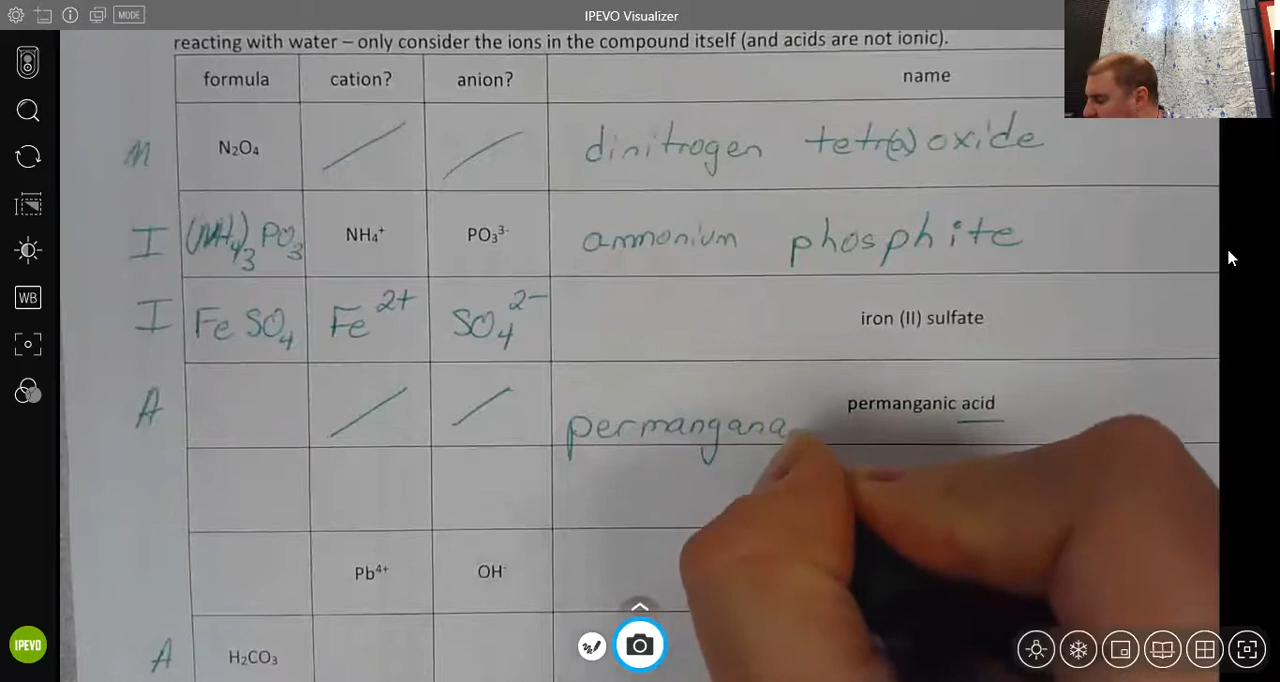 IPEVO Visualizer
MODE
reacting with water – only consider the ions in the compound itself (and acids are not ionic).
formula cation? anion? name
M N₂O₄ dinitrogen tetr(a) oxide
I (NH₄)₃PO₃ NH₄⁺ PO₃³⁻ ammonium phosphite
I FeSO₄ Fe²⁺ SO₄²⁻ iron (II) sulfate
A permanganic acid
permangana
Pb⁴⁺ OH⁻
A H₂CO₃
WB
IPEVO